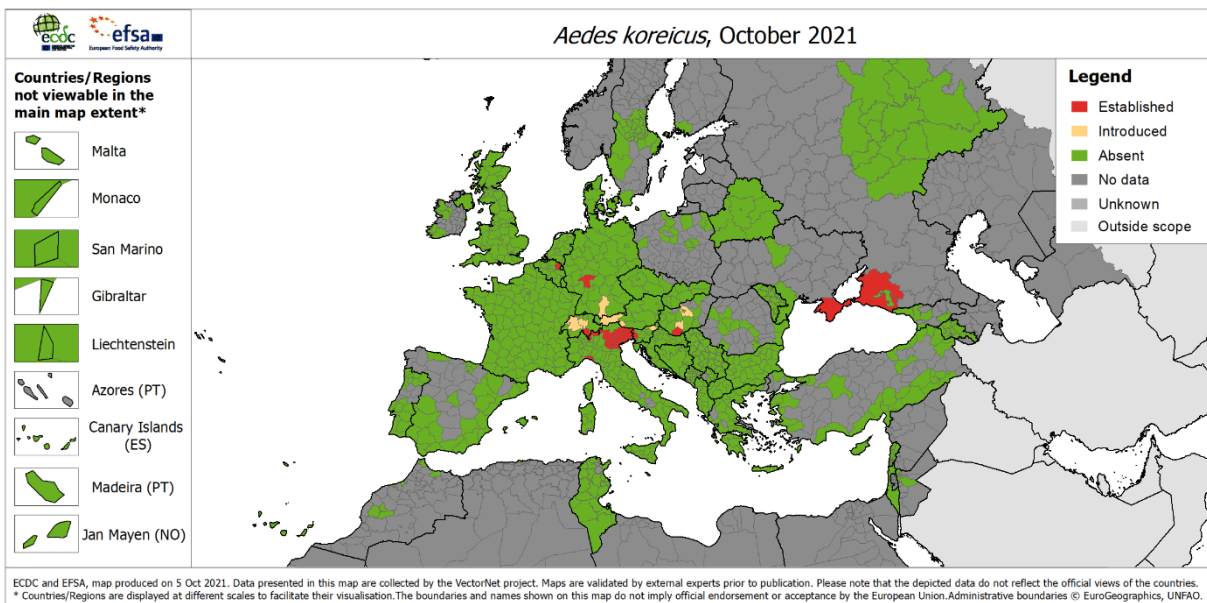 ecdc
efsa
European Food Safety Authority
Aedes koreicus, October 2021
Countries/Regions
not viewable in the
main map extent*
Malta
Monaco
San Marino
Gibraltar
Liechtenstein
Azores (PT)
Canary Islands
(ES)
Madeira (PT)
Jan Mayen (NO)
Legend
Established
Introduced
Absent
No data
Unknown
Outside scope
ECDC and EFSA, map produced on 5 Oct 2021. Data presented in this map are collected by the VectorNet project. Maps are validated by external experts prior to publication. Please note that the depicted data do not reflect the official views of the countries.
* Countries/Regions are displayed at different scales to facilitate their visualisation.The boundaries and names shown on this map do not imply official endorsement or acceptance by the European Union.Administrative boundaries © EuroGeographics, UNFAO.